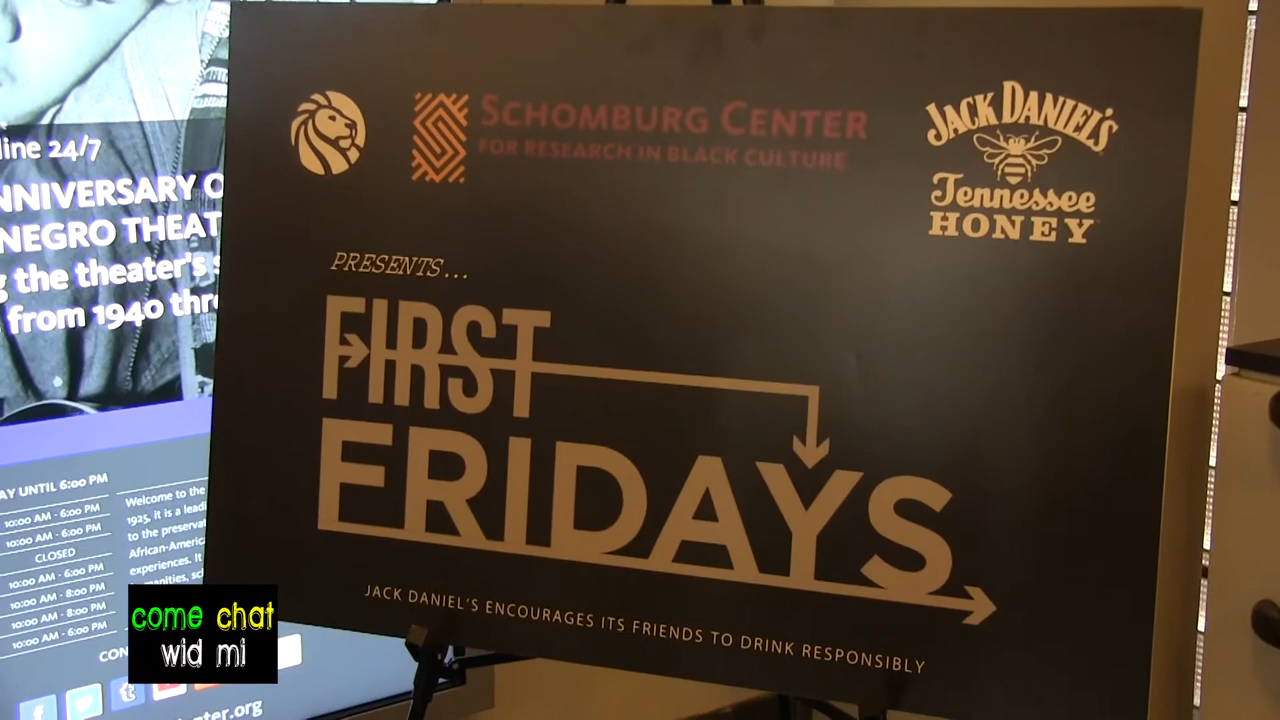 line 24/7
NNIVERSARY O
NEGRO THEAT
g the theater's s
from 1940 thr
SCHOMBURG CENTER
FOR RESEARCH IN BLACK CULTURE
JACK DANIEL'S
Tennessee
HONEY
PRESENTS...
FIRST
FRIDAYS
JACK DANIEL'S ENCOURAGES ITS FRIENDS TO DRINK RESPONSIBLY
AY UNTIL 6:00 PM
10:00 AM - 6:00 PM
10:00 AM - 6:00 PM
CLOSED
10:00 AM - 6:00 PM
10:00 AM - 8:00 PM
10:00 AM - 8:00 PM
10:00 AM - 6:00 PM
CON
Welcome to the
1925, it is a leadi
to the preservat
African-Americ
experiences. It
manities, sc
nter.org
come chat
wid mi